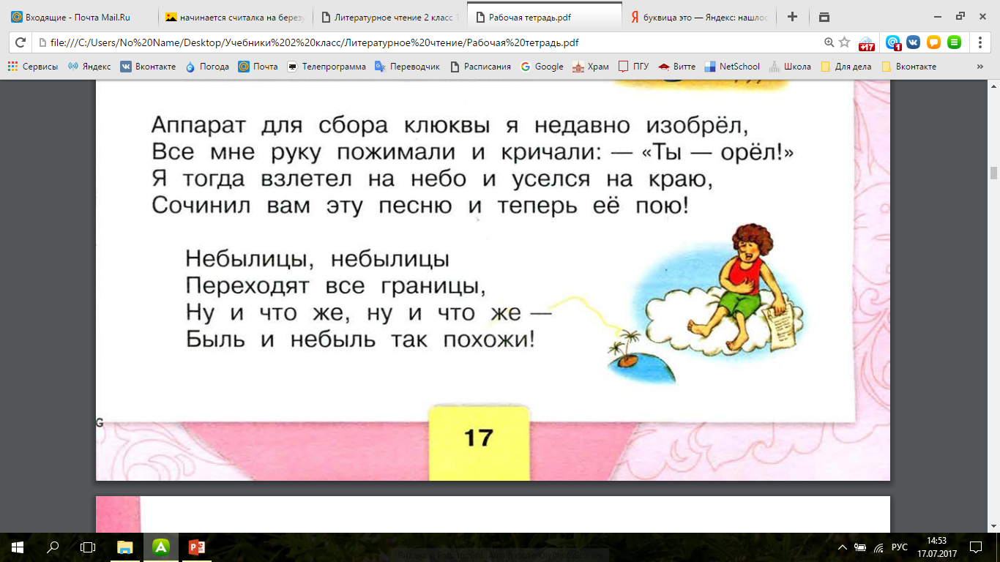 Входящие - Почта Mail.Ru
начинается считалка на березу
Литературное чтение 2 класс 1
Рабочая тетрадь.pdf
буквица это — Яндекс: нашлос
file:///C:/Users/No%20Name/Desktop/Учебники%202%20класс/Литературное%20чтение/Рабочая%20тетрадь.pdf
+17
1
Сервисы Яндекс Вконтакте Погода Почта Телепрограмма Переводчик Расписания Google Храм ПГУ Витте NetSchool Школа Для дела Вконтакте »
Аппарат для сбора клюквы я недавно изобрёл,
Все мне руку пожимали и кричали: — «Ты — орёл!»
Я тогда взлетел на небо и уселся на краю,
Сочинил вам эту песню и теперь её пою!
Небылицы, небылицы
Переходят все границы,
Ну и что же, ну и что же —
Быль и небыль так похожи!
G
17
РУС
14:53
17.07.2017